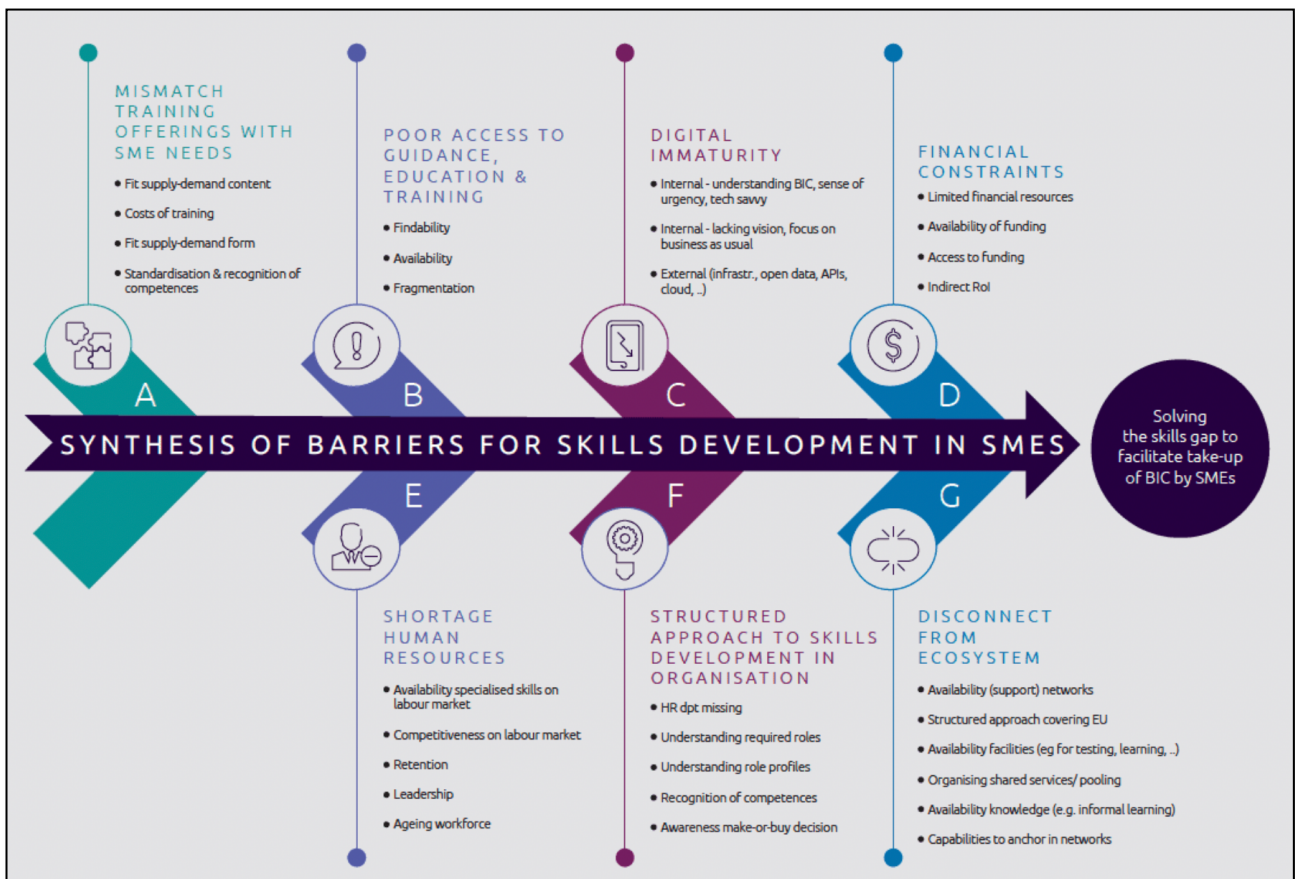 MISMATCH
TRAINING
OFFERINGS WITH
SME NEEDS
• Fit supply-demand content
• Costs of training
• Fit supply-demand form
• Standardisation & recognition of
competences
POOR ACCESS TO
GUIDANCE,
EDUCATION &
TRAINING
• Findability
• Availability
• Fragmentation
DIGITAL
IMMATURITY
• Internal - understanding BIC, sense of
urgency, tech savvy
• Internal - lacking vision, focus on
business as usual
• External (infrastr., open data, APIs,
cloud, ..)
FINANCIAL
CONSTRAINTS
• Limited financial resources
• Availability of funding
• Access to funding
• Indirect RoI
A
B
C
D
SYNTHESIS OF BARRIERS FOR SKILLS DEVELOPMENT IN SMES
Solving
the skills gap to
facilitate take-up
of BIC by SMEs
E
F
G
SHORTAGE
HUMAN
RESOURCES
• Availability specialised skills on
labour market
• Competitiveness on labour market
• Retention
• Leadership
• Ageing workforce
STRUCTURED
APPROACH TO SKILLS
DEVELOPMENT IN
ORGANISATION
• HR dpt missing
• Understanding required roles
• Understanding role profiles
• Recognition of competences
• Awareness make-or-buy decision
DISCONNECT
FROM
ECOSYSTEM
• Availability (support) networks
• Structured approach covering EU
• Availability facilities (eg for testing, learning, ..)
• Organising shared services/ pooling
• Availability knowledge (e.g. informal learning)
• Capabilities to anchor in networks